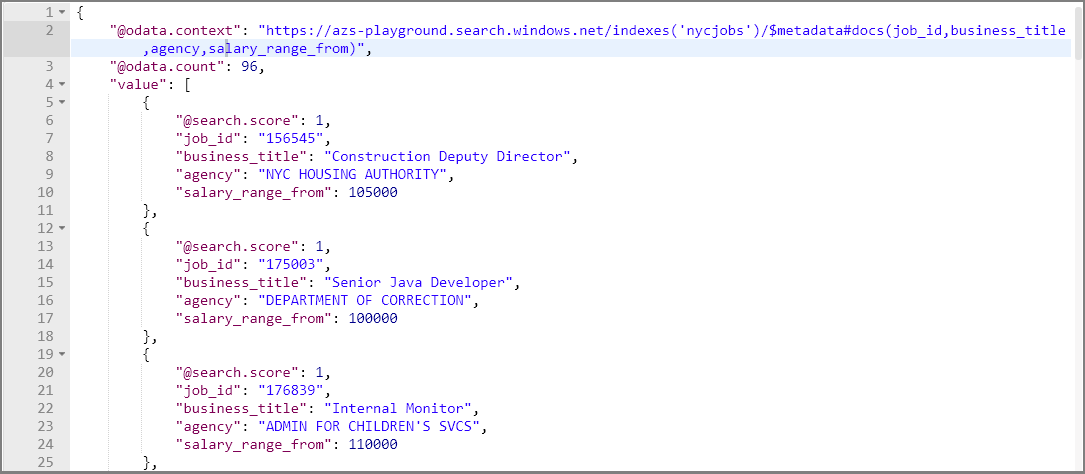 1 {
2 "@odata.context": "https://azs-playground.search.windows.net/indexes('nycjobs')/$metadata#docs(job_id,business_title
,agency,salary_range_from)",
3 "@odata.count": 96,
4 "value": [
5 {
6 "@search.score": 1,
7 "job_id": "156545",
8 "business_title": "Construction Deputy Director",
9 "agency": "NYC HOUSING AUTHORITY",
10 "salary_range_from": 105000
11 },
12 {
13 "@search.score": 1,
14 "job_id": "175003",
15 "business_title": "Senior Java Developer",
16 "agency": "DEPARTMENT OF CORRECTION",
17 "salary_range_from": 100000
18 },
19 {
20 "@search.score": 1,
21 "job_id": "176839",
22 "business_title": "Internal Monitor",
23 "agency": "ADMIN FOR CHILDREN'S SVCS",
24 "salary_range_from": 110000
25 },